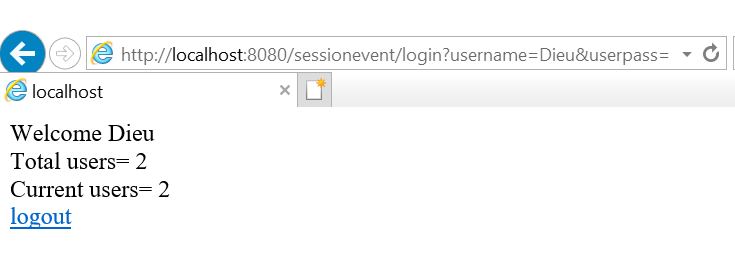 http://localhost:8080/sessionevent/login?username=Dieu&userpass=
localhost
Welcome Dieu
Total users= 2
Current users= 2
logout